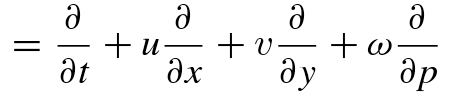 = ∂/∂t + u ∂/∂x + v ∂/∂y + ω ∂/∂p